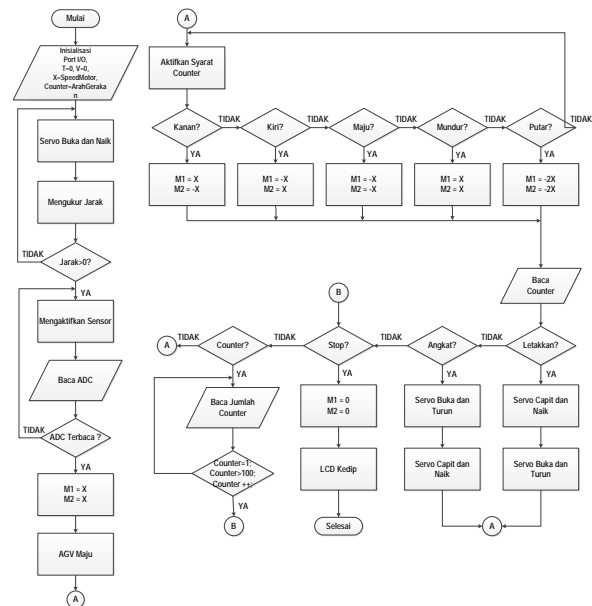 Mulai
Inisialisasi
Port I/O,
T=0, V=0,
X=SpeedMotor,
Counter=ArahGeraka
n
Servo Buka dan Naik
Mengukur Jarak
Jarak>0?
TIDAK
YA
Mengaktifkan Sensor
Baca ADC
ADC Terbaca ?
TIDAK
YA
M1 = X
M2 = X
AGV Maju
A
A
Aktifkan Syarat
Counter
Kanan?
TIDAK
Kiri?
TIDAK
Maju?
TIDAK
Mundur?
TIDAK
Putar?
TIDAK
YA
YA
YA
YA
YA
M1 = X
M2 = -X
M1 = -X
M2 = X
M1 = -X
M2 = -X
M1 = X
M2 = X
M1 = -2X
M2 = -2X
Baca
Counter
B
A
TIDAK
Counter?
TIDAK
Stop?
TIDAK
Angkat?
TIDAK
Letakkan?
YA
YA
YA
YA
Baca Jumlah
Counter
M1 = 0
M2 = 0
Servo Buka dan
Turun
Servo Capit dan
Naik
Counter=1;
Counter>100;
Counter ++;
LCD Kedip
Servo Capit dan
Naik
Servo Buka dan
Turun
YA
B
Selesai
A